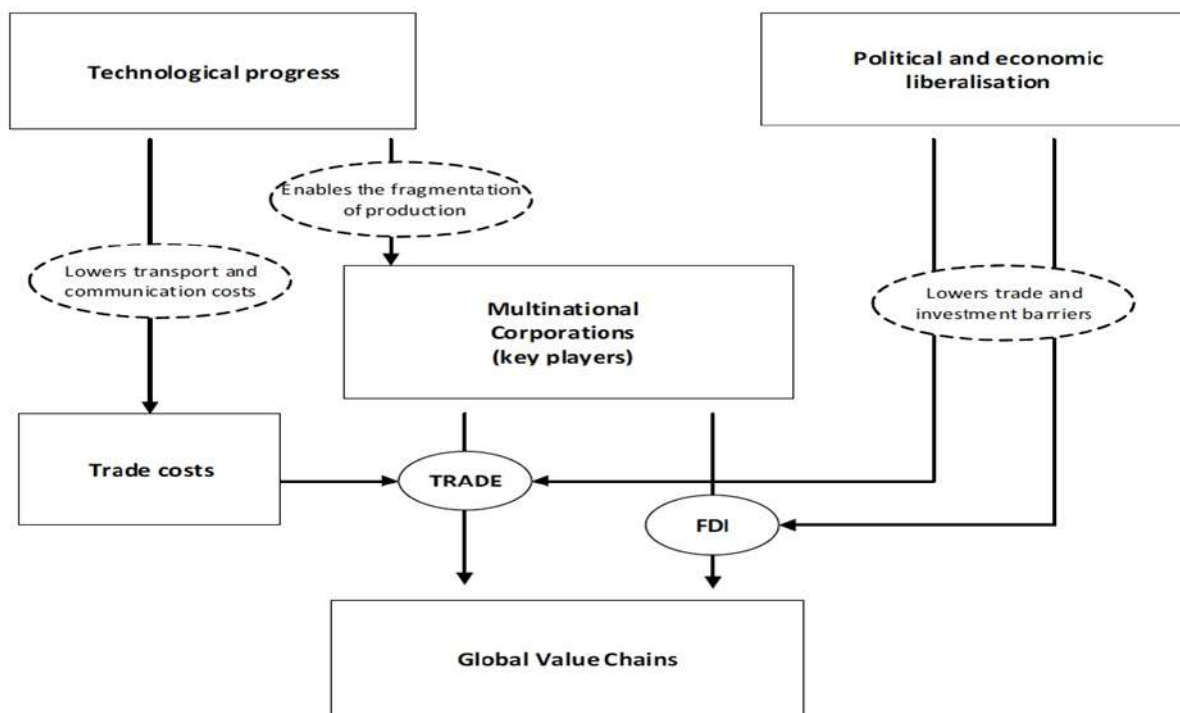 Technological progress
Political and economic
liberalisation
Enables the fragmentation
of production
Lowers transport and
communication costs
Lowers trade and
investment barriers
Multinational
Corporations
(key players)
Trade costs
TRADE
FDI
Global Value Chains